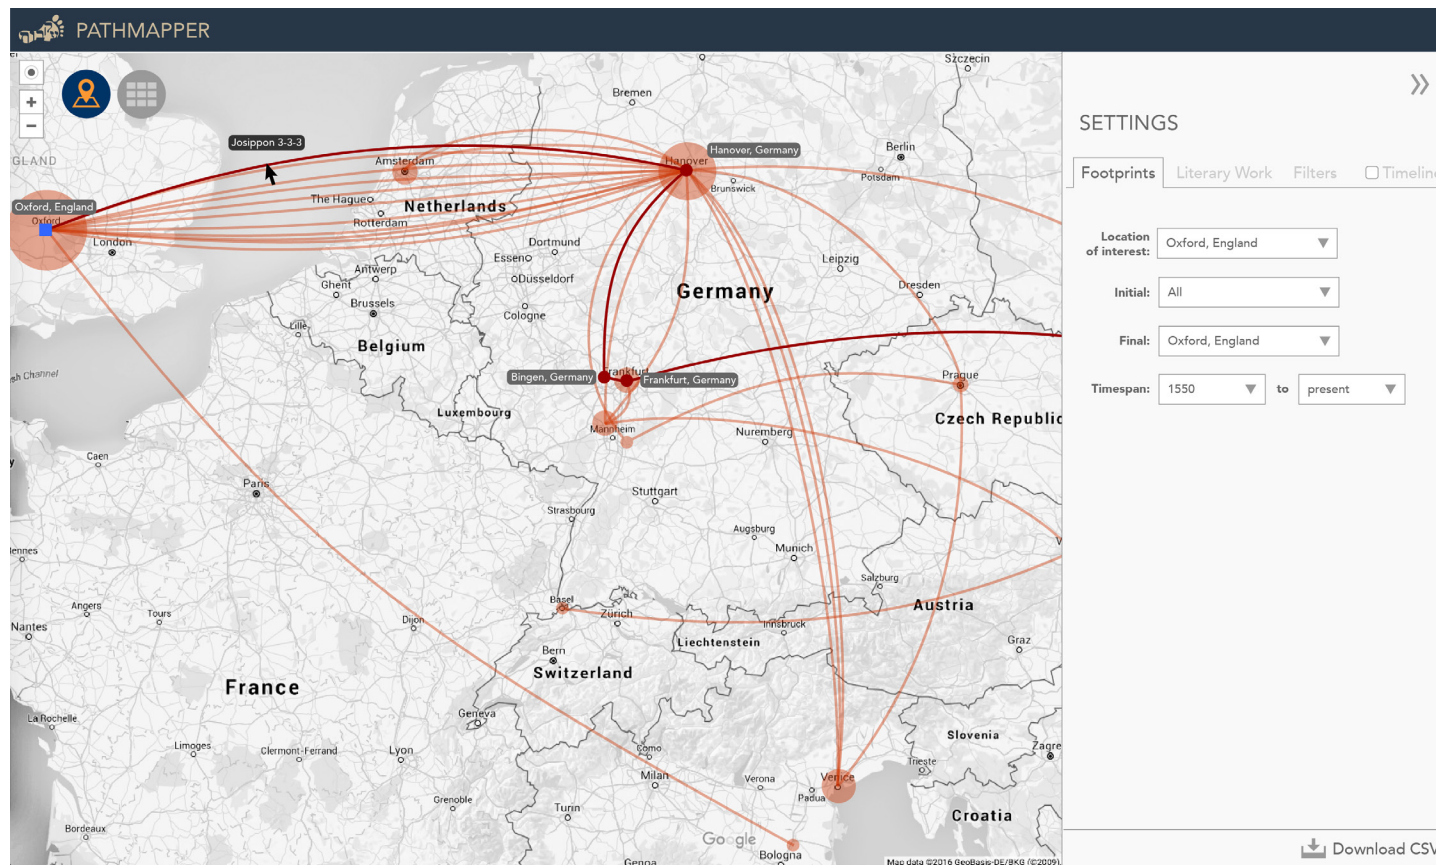 PATHMAPPER
Szczecin
Bremen
Josippon 3-3-3
Hanover, Germany
Berlin
GLAND
Amsterdam
Hanover
Potsdam
Brunswick
The Hague
Netherlands
Oxford, England
Oxford
Rotterdam
London
Dortmund
Essen
Leipzig
Antwerp
Düsseldorf
Ghent
Germany
Dresden
Brussels
Cologne
Lille
Belgium
sh Channel
Frankfurt
Prague
Bingen, Germany
Frankfurt, Germany
Luxembourg
Czech Republic
Mannheim
Nuremberg
Caen
Paris
Stuttgart
Strasbourg
Augsburg
Munich
ennes
Salzburg
Angers
Tours
Basel
Zürich
Austria
Nantes
Dijon
Innsbruck
Liechtenstein
Graz
Bern
Switzerland
France
Geneva
La Rochelle
Slovenia
Limoges
Clermont-Ferrand
Lyon
Como
Zagre
Trieste
Milan
Verona
Venice
Padua
Grenoble
Turin
Croatia
Bordeaux
Google
Bologna
Genoa
Map data ©2016 GeoBasis-DE/BKG (©2009),
SETTINGS
Footprints Literary Work Filters Timeline
Location
of interest: Oxford, England
Initial: All
Final: Oxford, England
Timespan: 1550 to present
Download CSV